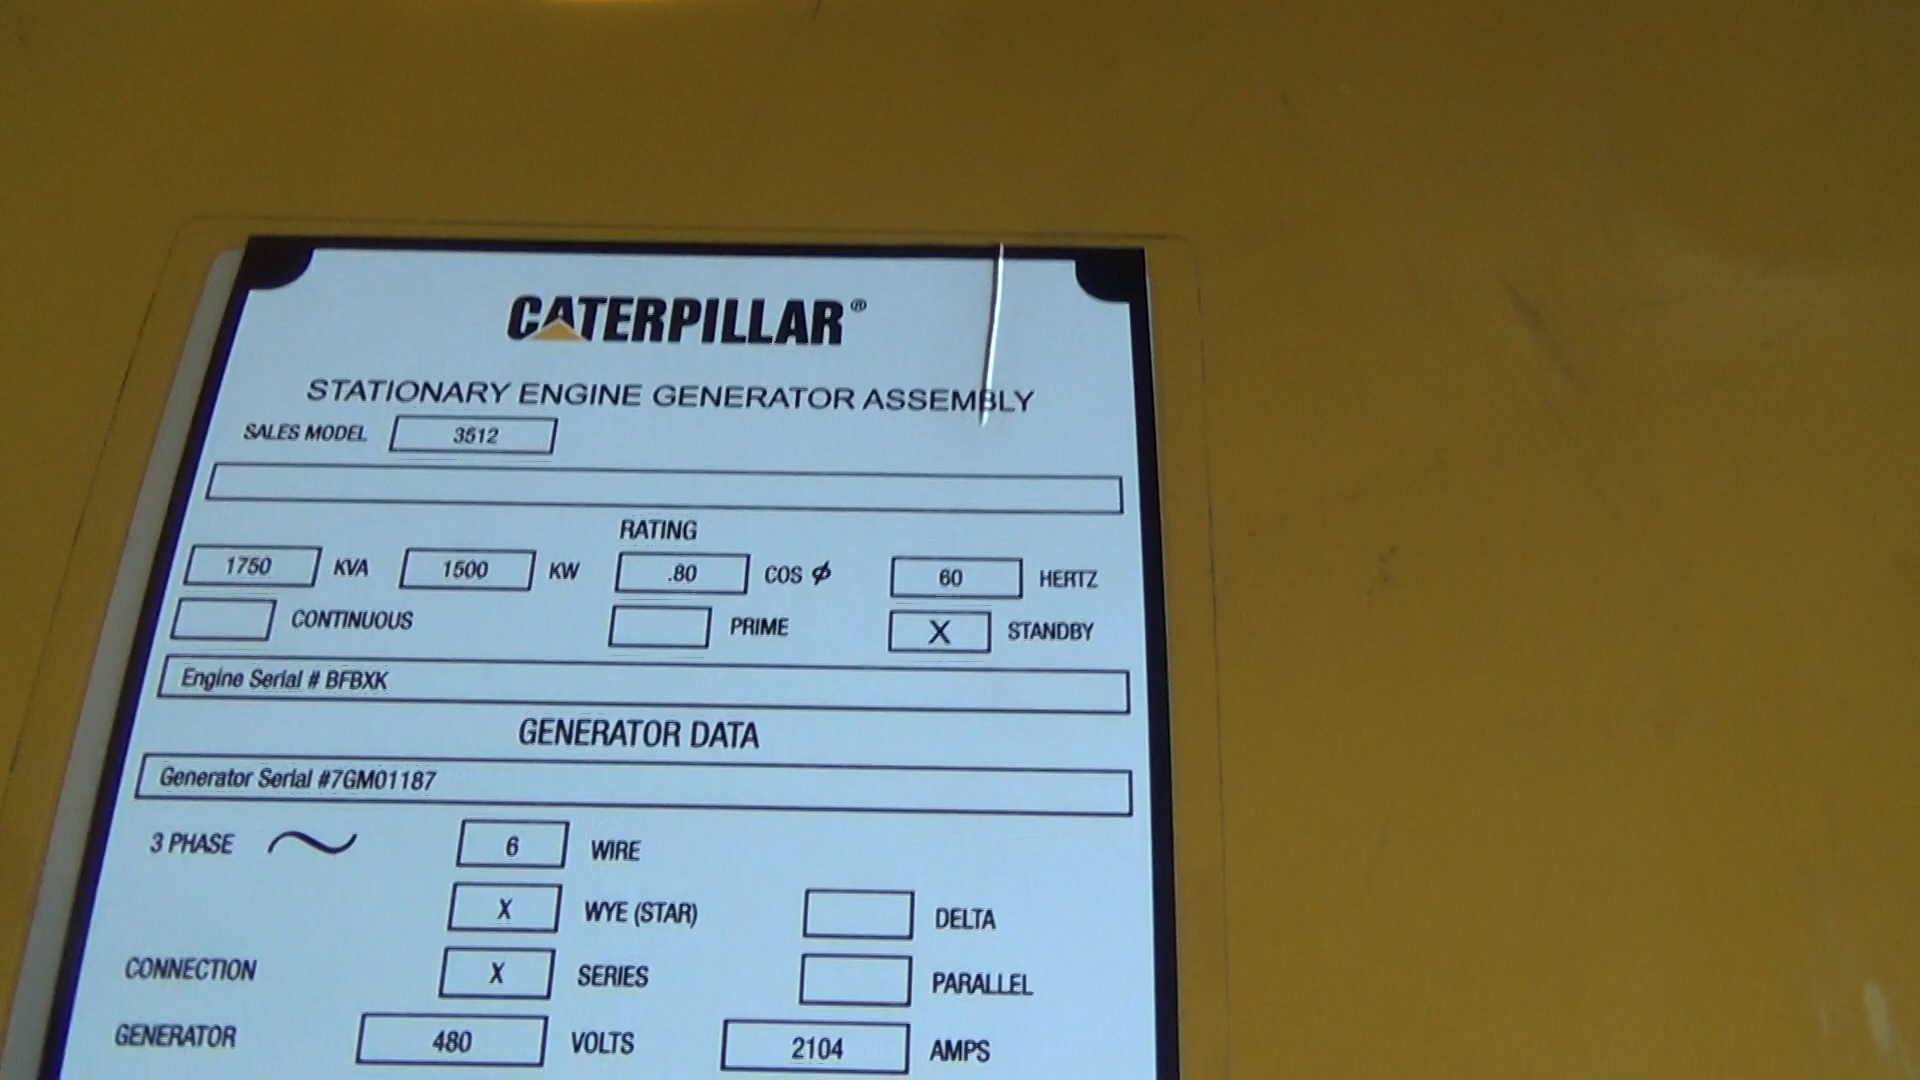 CATERPILLAR®
STATIONARY ENGINE GENERATOR ASSEMBLY
SALES MODEL 3512
RATING
1750 KVA 1500 KW .80 COS ϕ 60 HERTZ
CONTINUOUS PRIME X STANDBY
Engine Serial # BFBXK
GENERATOR DATA
Generator Serial #7GM01187
3 PHASE 6 WIRE
X WYE (STAR) DELTA
CONNECTION X SERIES PARALLEL
GENERATOR 480 VOLTS 2104 AMPS